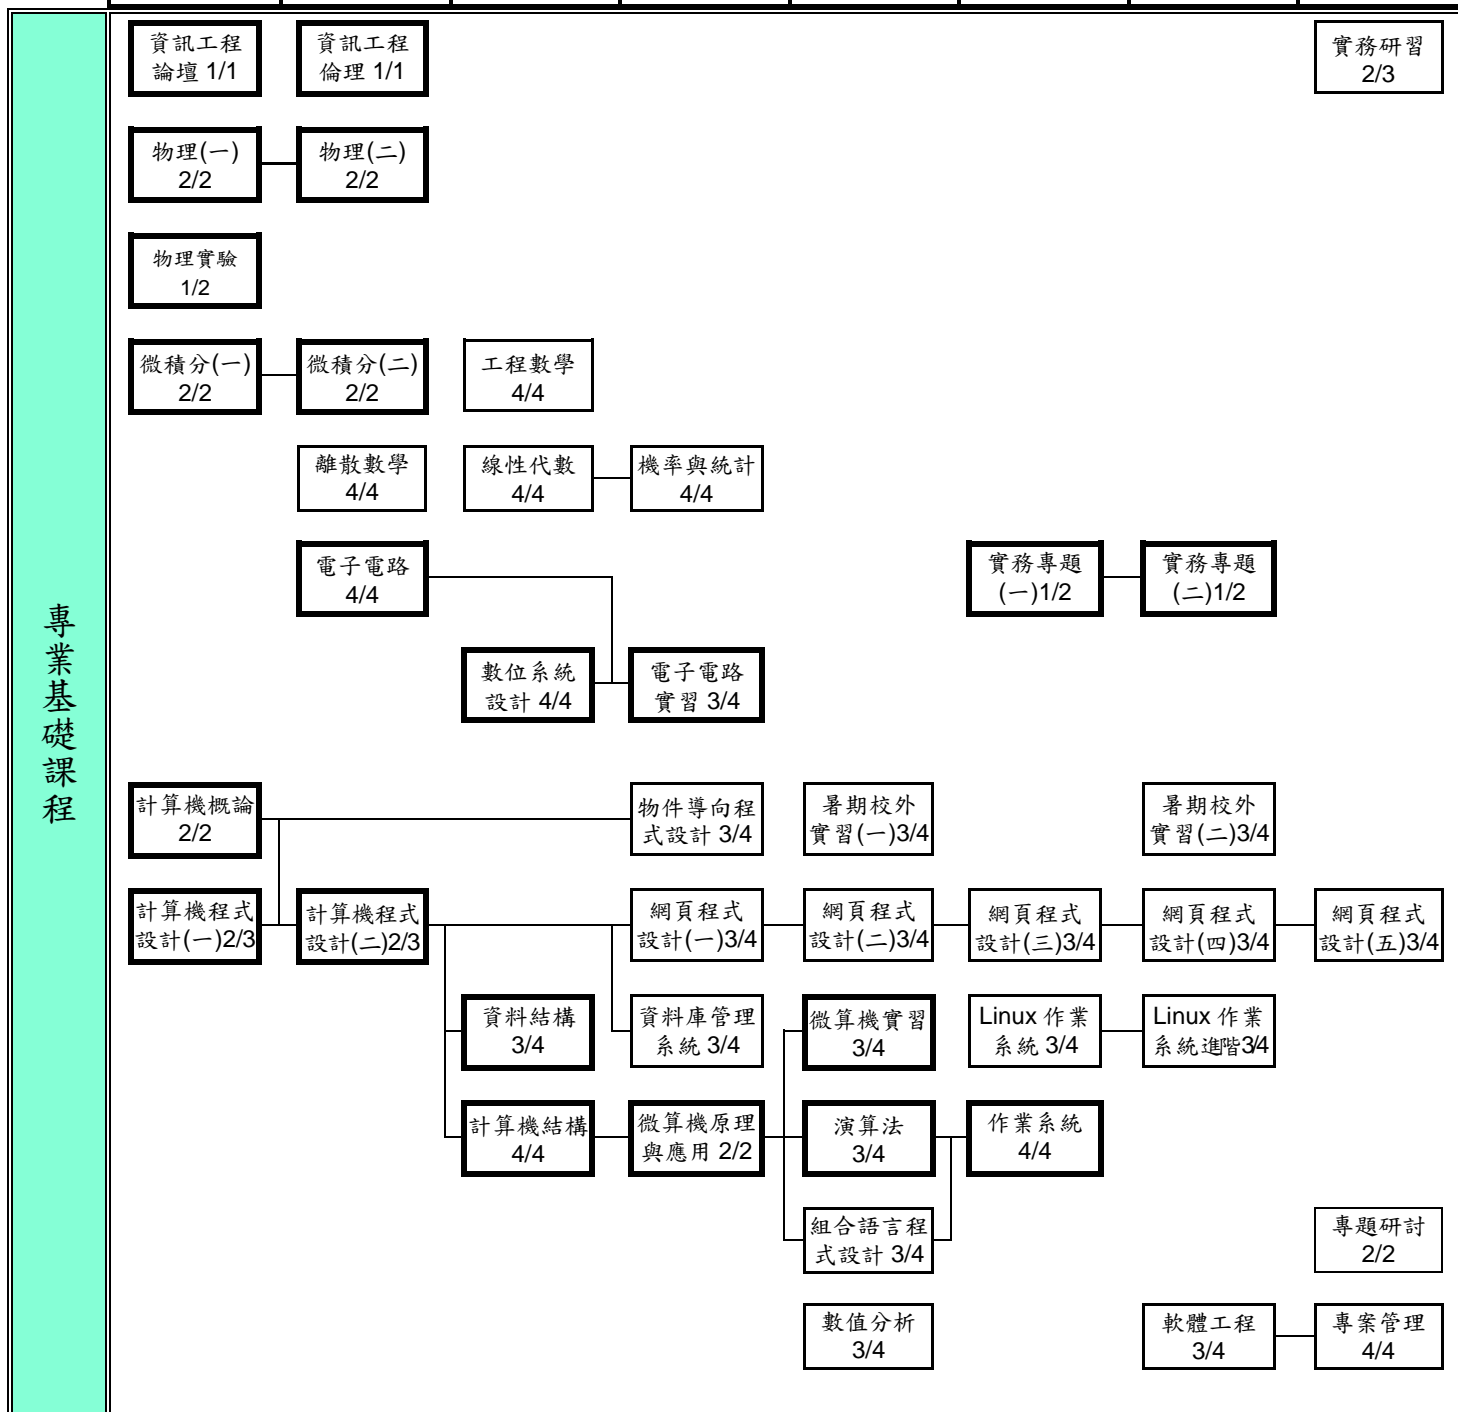 專業基礎課程
資訊工程
論壇 1/1
資訊工程
倫理 1/1
實務研習
2/3
物理(一)
2/2
物理(二)
2/2
物理實驗
1/2
微積分(一)
2/2
微積分(二)
2/2
工程數學
4/4
離散數學
4/4
線性代數
4/4
機率與統計
4/4
電子電路
4/4
實務專題
(一)1/2
實務專題
(二)1/2
數位系統
設計 4/4
電子電路
實習 3/4
計算機概論
2/2
物件導向程
式設計 3/4
暑期校外
實習(一)3/4
暑期校外
實習(二)3/4
計算機程式
設計(一)2/3
計算機程式
設計(二)2/3
網頁程式
設計(一)3/4
網頁程式
設計(二)3/4
網頁程式
設計(三)3/4
網頁程式
設計(四)3/4
網頁程式
設計(五)3/4
資料結構
3/4
資料庫管理
系統 3/4
微算機實習
3/4
Linux 作業
系統 3/4
Linux 作業
系統進階3/4
計算機結構
4/4
微算機原理
與應用 2/2
演算法
3/4
作業系統
4/4
組合語言程
式設計 3/4
專題研討
2/2
數值分析
3/4
軟體工程
3/4
專案管理
4/4